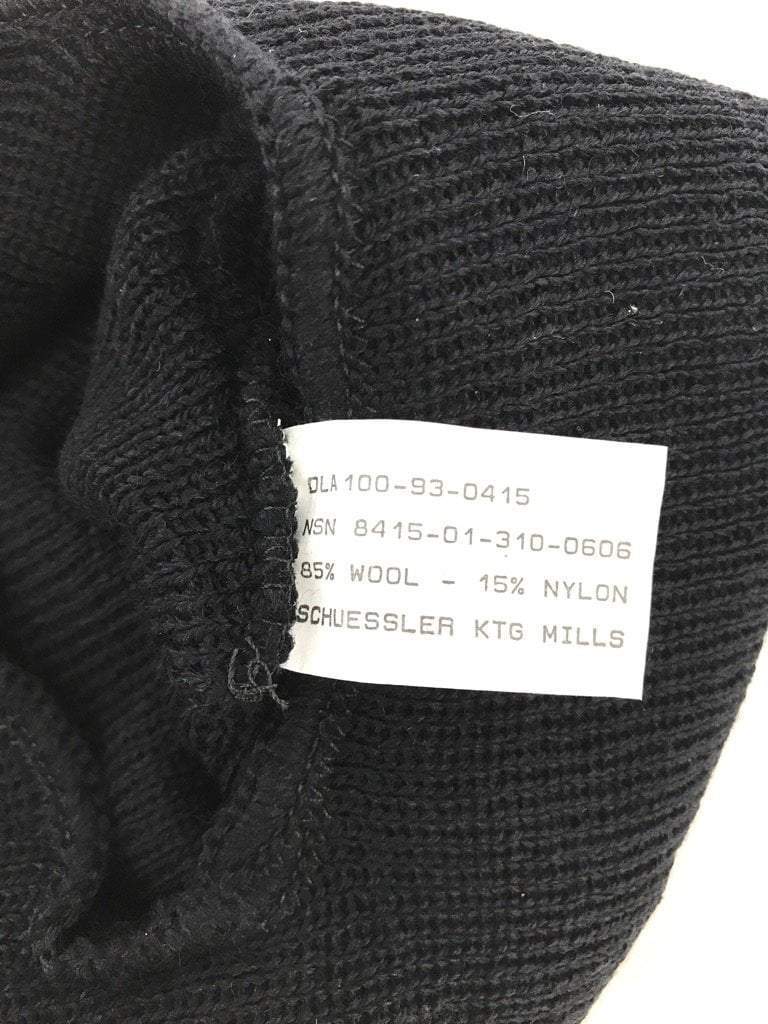 DLA 100-93-0415
NSN 8415-01-310-0606
85% WOOL - 15% NYLON
SCHUESSLER KTG MILLS